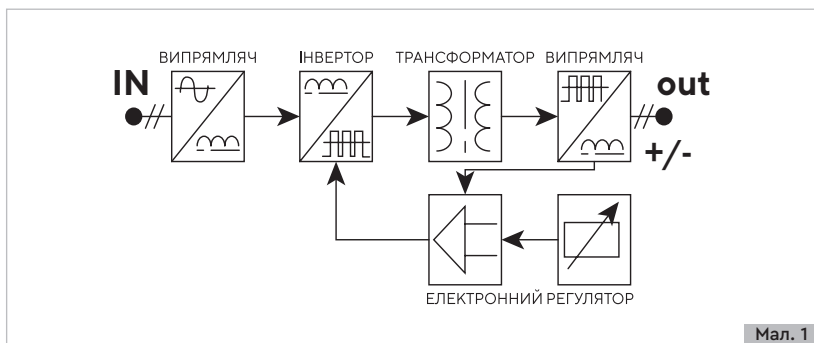 ВИПРЯМЛЯЧ ІНВЕРТОР ТРАНСФОРМАТОР ВИПРЯМЛЯЧ
IN
out
+/-
ЕЛЕКТРОННИЙ РЕГУЛЯТОР
Мал. 1